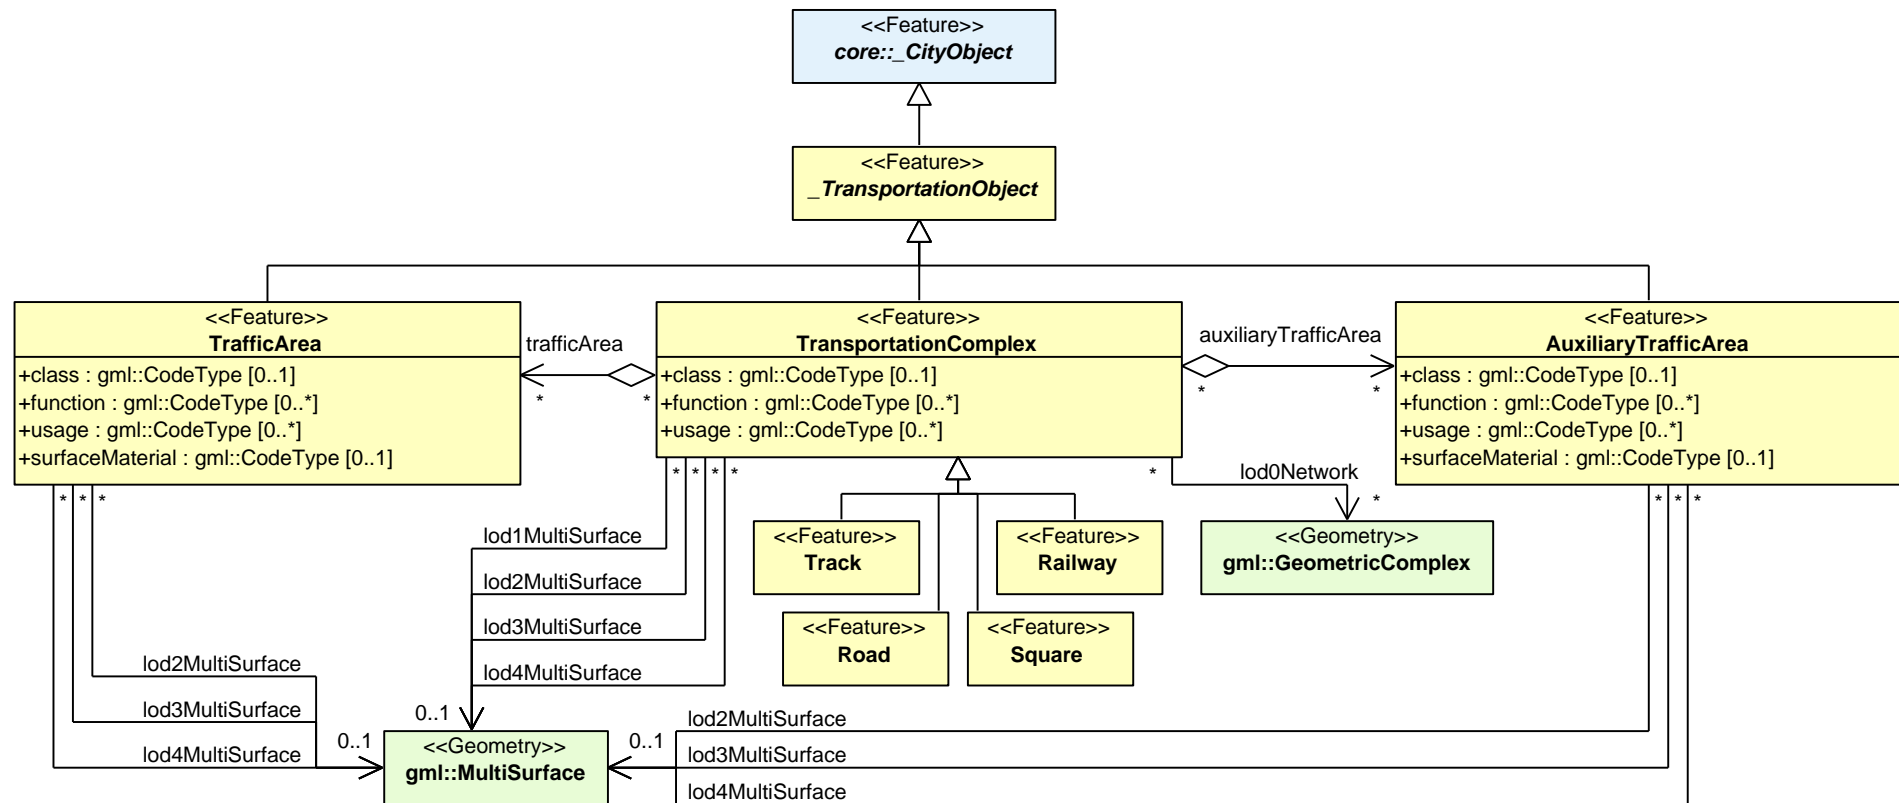 <<Feature>>
core::_CityObject
<<Feature>>
_TransportationObject
<<Feature>>
TrafficArea
+class : gml::CodeType [0..1]
+function : gml::CodeType [0..*]
+usage : gml::CodeType [0..*]
+surfaceMaterial : gml::CodeType [0..1]
trafficArea
*
*
<<Feature>>
TransportationComplex
+class : gml::CodeType [0..1]
+function : gml::CodeType [0..*]
+usage : gml::CodeType [0..*]
auxiliaryTrafficArea
*
*
<<Feature>>
AuxiliaryTrafficArea
+class : gml::CodeType [0..1]
+function : gml::CodeType [0..*]
+usage : gml::CodeType [0..*]
+surfaceMaterial : gml::CodeType [0..1]
* * *
* * * *
*
lod0Network
*
* * *
lod1MultiSurface
lod2MultiSurface
lod3MultiSurface
lod4MultiSurface
<<Feature>>
Track
<<Feature>>
Railway
<<Geometry>>
gml::GeometricComplex
<<Feature>>
Road
<<Feature>>
Square
lod2MultiSurface
lod3MultiSurface
lod4MultiSurface
0..1
0..1
<<Geometry>>
gml::MultiSurface
0..1
lod2MultiSurface
lod3MultiSurface
lod4MultiSurface